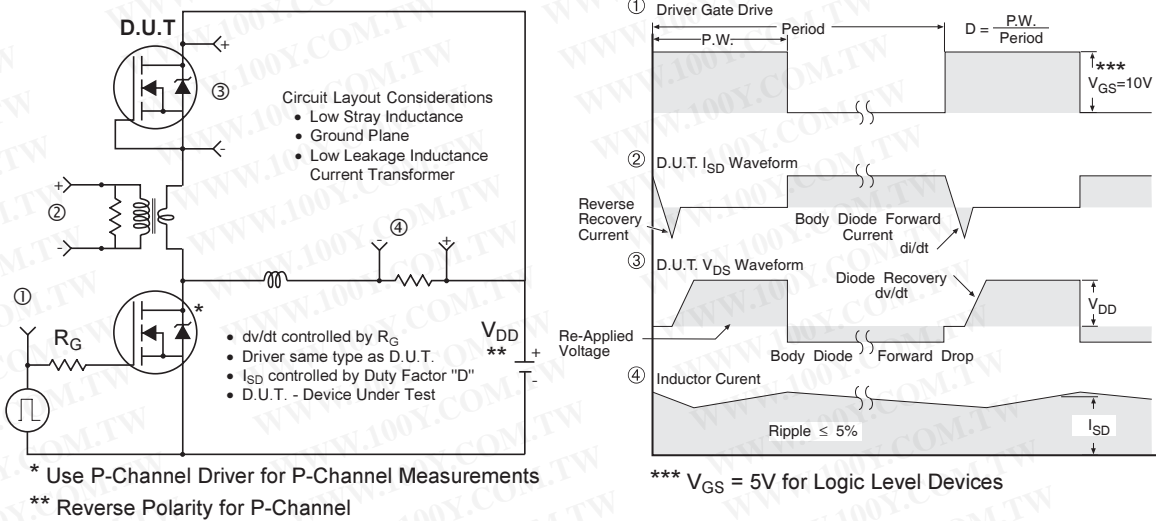 D.U.T
+
③
-
Circuit Layout Considerations
• Low Stray Inductance
• Ground Plane
• Low Leakage Inductance
Current Transformer
+
②
-
④
-
+
①
R_G
*
• dv/dt controlled by R_G
• Driver same type as D.U.T.
• I_SD controlled by Duty Factor "D"
• D.U.T. - Device Under Test
V_DD
**
+
-
* Use P-Channel Driver for P-Channel Measurements
** Reverse Polarity for P-Channel
① Driver Gate Drive
P.W.
Period
D = P.W.
Period
***
V_GS=10V
② D.U.T. I_SD Waveform
Reverse
Recovery
Current
Body Diode Forward
Current
di/dt
③ D.U.T. V_DS Waveform
Diode Recovery
dv/dt
V_DD
Re-Applied
Voltage
Body Diode Forward Drop
④ Inductor Curent
Ripple ≤ 5%
I_SD
*** V_GS = 5V for Logic Level Devices
WWW.100Y.COM.TW